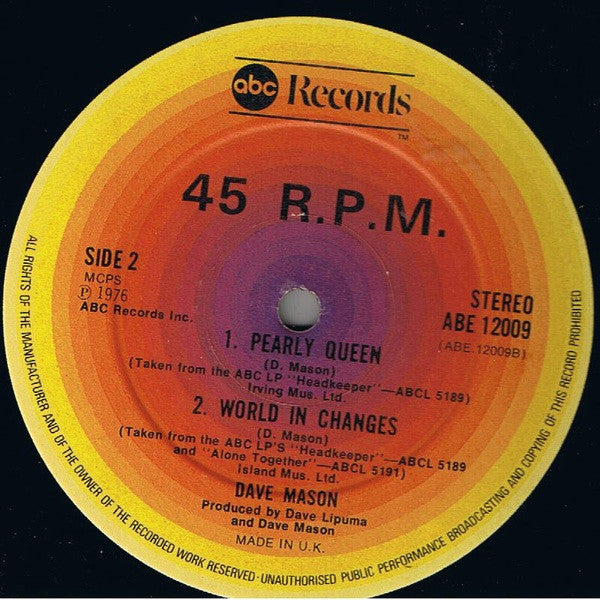 abc Records
TM
45 R.P.M.
SIDE 2
MCPS
Ⓟ 1976
ABC Records Inc.
STEREO
ABE 12009
(ABE.12009B)
1. PEARLY QUEEN
(D. Mason)
(Taken from the ABC LP "Headkeeper"—ABCL 5189)
Irving Mus. Ltd.
2. WORLD IN CHANGES
(D. Mason)
(Taken from the ABC LP'S "Headkeeper"—ABCL 5189
and "Alone Together"—ABCL 5191)
Island Mus. Ltd.
DAVE MASON
Produced by Dave Lipuma
and Dave Mason
MADE IN U.K.
ALL RIGHTS OF THE MANUFACTURER AND OF THE OWNER OF THE RECORDED WORK RESERVED·UNAUTHORISED PUBLIC PERFORMANCE BROADCASTING AND COPYING OF THIS RECORD PROHIBITED